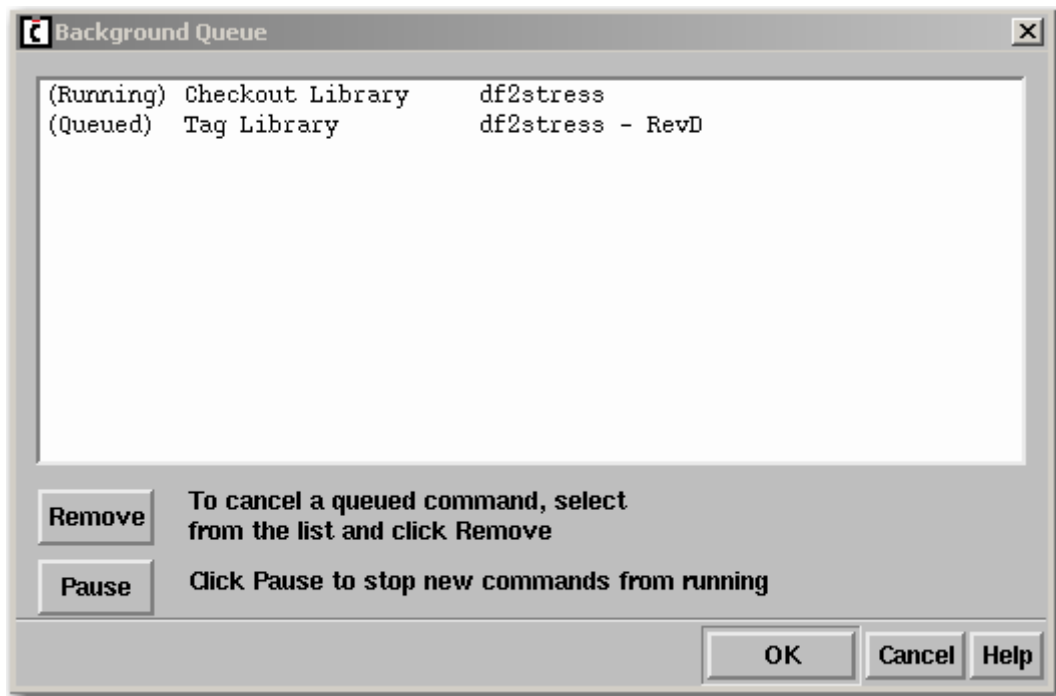 Background Queue
(Running) Checkout Library df2stress
(Queued) Tag Library df2stress - RevD
Remove
To cancel a queued command, select
from the list and click Remove
Pause
Click Pause to stop new commands from running
OK Cancel Help